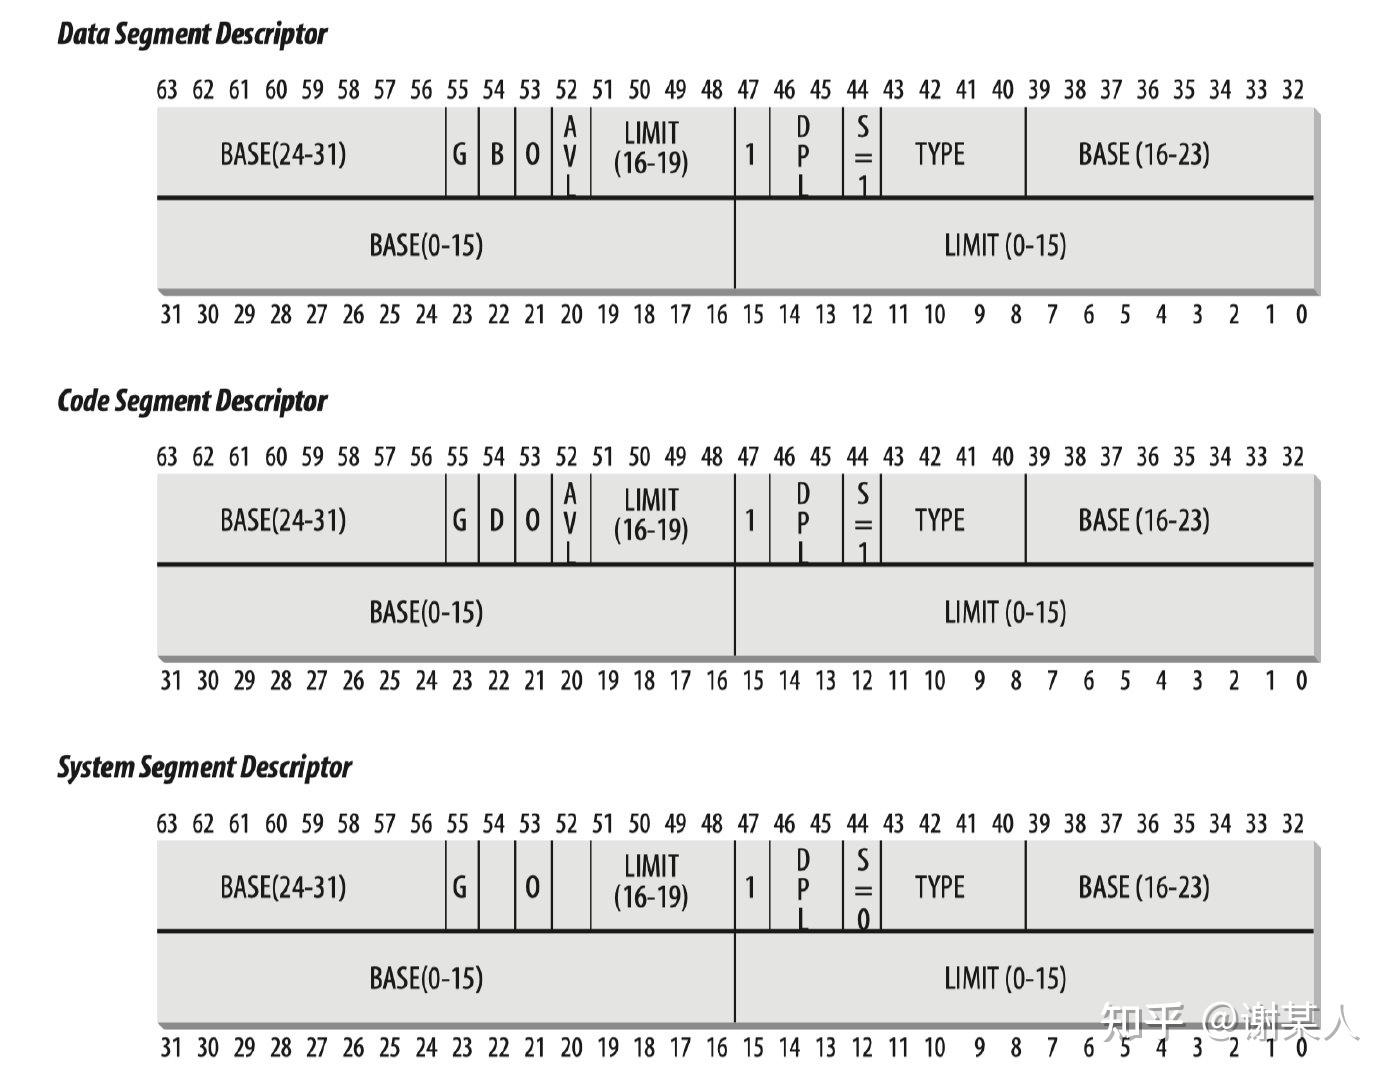 Data Segment Descriptor
63 62 61 60 59 58 57 56 55 54 53 52 51 50 49 48 47 46 45 44 43 42 41 40 39 38 37 36 35 34 33 32
BASE(24-31) G B 0 AVL LIMIT (16-19) 1 DPL S=1 TYPE BASE (16-23)
BASE(0-15) LIMIT (0-15)
31 30 29 28 27 26 25 24 23 22 21 20 19 18 17 16 15 14 13 12 11 10 9 8 7 6 5 4 3 2 1 0
Code Segment Descriptor
63 62 61 60 59 58 57 56 55 54 53 52 51 50 49 48 47 46 45 44 43 42 41 40 39 38 37 36 35 34 33 32
BASE(24-31) G D 0 AVL LIMIT (16-19) 1 DPL S=1 TYPE BASE (16-23)
BASE(0-15) LIMIT (0-15)
31 30 29 28 27 26 25 24 23 22 21 20 19 18 17 16 15 14 13 12 11 10 9 8 7 6 5 4 3 2 1 0
System Segment Descriptor
63 62 61 60 59 58 57 56 55 54 53 52 51 50 49 48 47 46 45 44 43 42 41 40 39 38 37 36 35 34 33 32
BASE(24-31) G 0 LIMIT (16-19) 1 DPL S=0 TYPE BASE (16-23)
BASE(0-15) LIMIT (0-15)
31 30 29 28 27 26 25 24 23 22 21 20 19 18 17 16 15 14 13 12 11 10 9 8 7 6 5 4 3 2 1 0
知乎 @谢某人